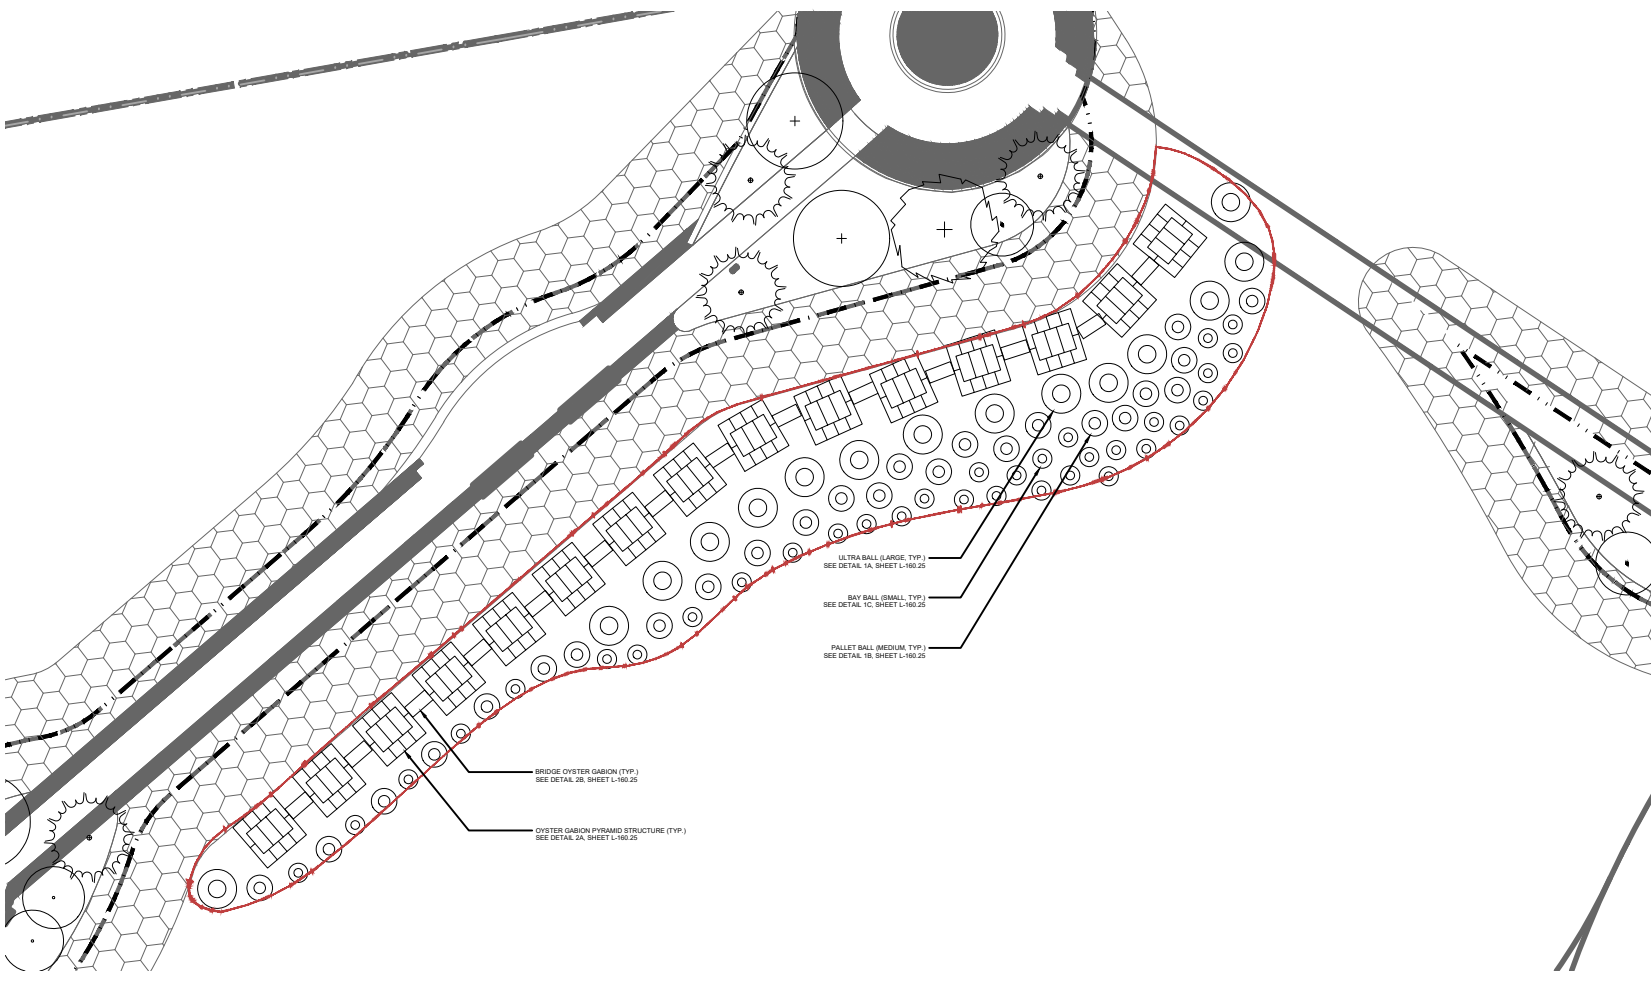 ULTRA BALL (LARGE, TYP.)
SEE DETAIL 1A, SHEET L-160.25
BAY BALL (SMALL, TYP.)
SEE DETAIL 1C, SHEET L-160.25
PALLET BALL (MEDIUM, TYP.)
SEE DETAIL 1B, SHEET L-160.25
BRIDGE OYSTER GABION (TYP.)
SEE DETAIL 2B, SHEET L-160.25
OYSTER GABION PYRAMID STRUCTURE (TYP.)
SEE DETAIL 2A, SHEET L-160.25